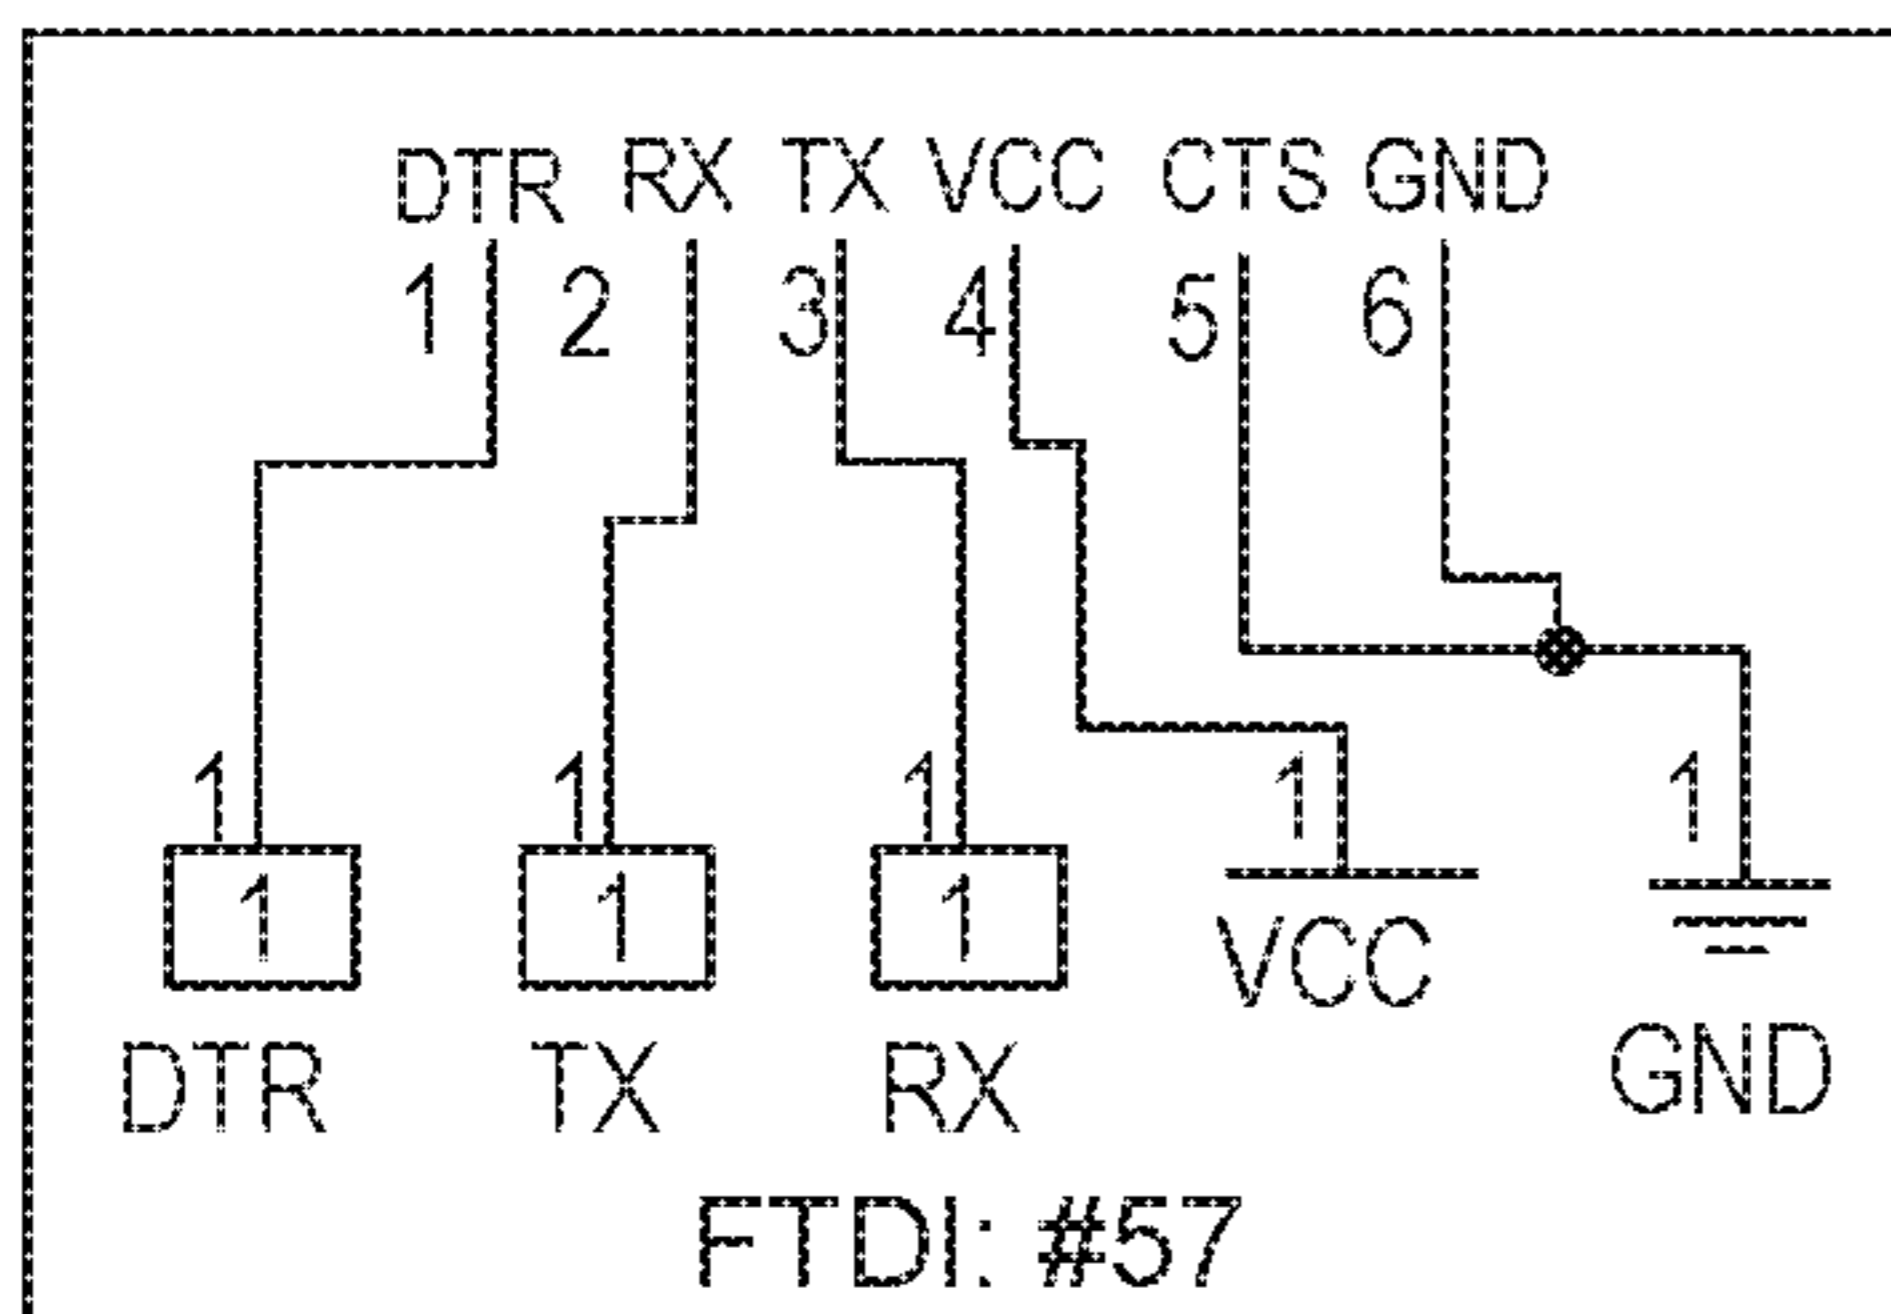 DTR RX TX VCC CTS GND
1 2 3 4 5 6
1 1 1 1 1
1 1 1
VCC
DTR TX RX GND
FTDI: #57